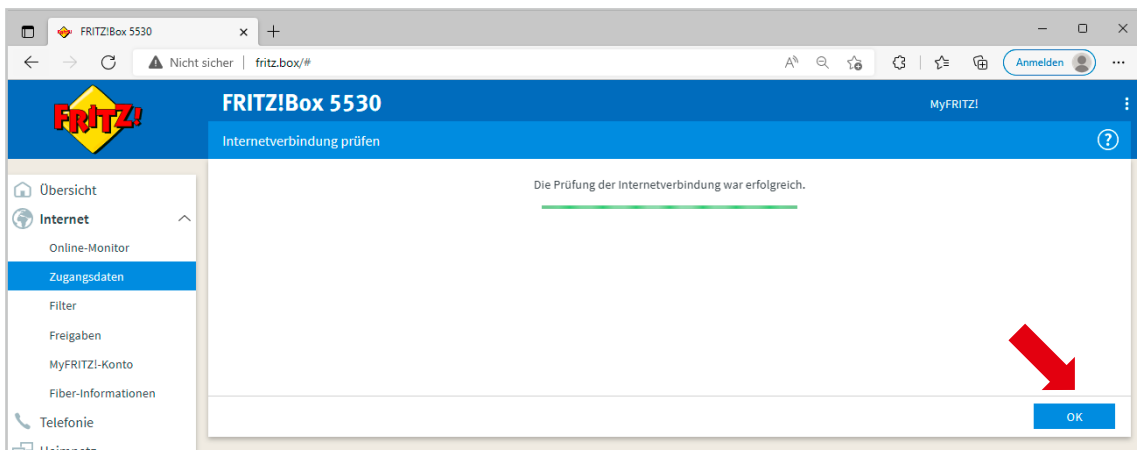 FRITZ!Box 5530
Nicht sicher | fritz.box/#
Anmelden
FRITZ!
FRITZ!Box 5530
MyFRITZ!
Internetverbindung prüfen
Übersicht
Internet
Online-Monitor
Zugangsdaten
Filter
Freigaben
MyFRITZ!-Konto
Fiber-Informationen
Telefonie
Die Prüfung der Internetverbindung war erfolgreich.
OK